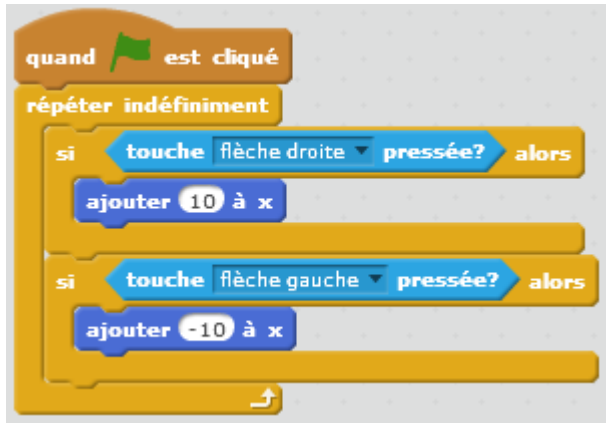 quand est cliqué
répéter indéfiniment
si touche flèche droite pressée? alors
ajouter 10 à x
si touche flèche gauche pressée? alors
ajouter -10 à x